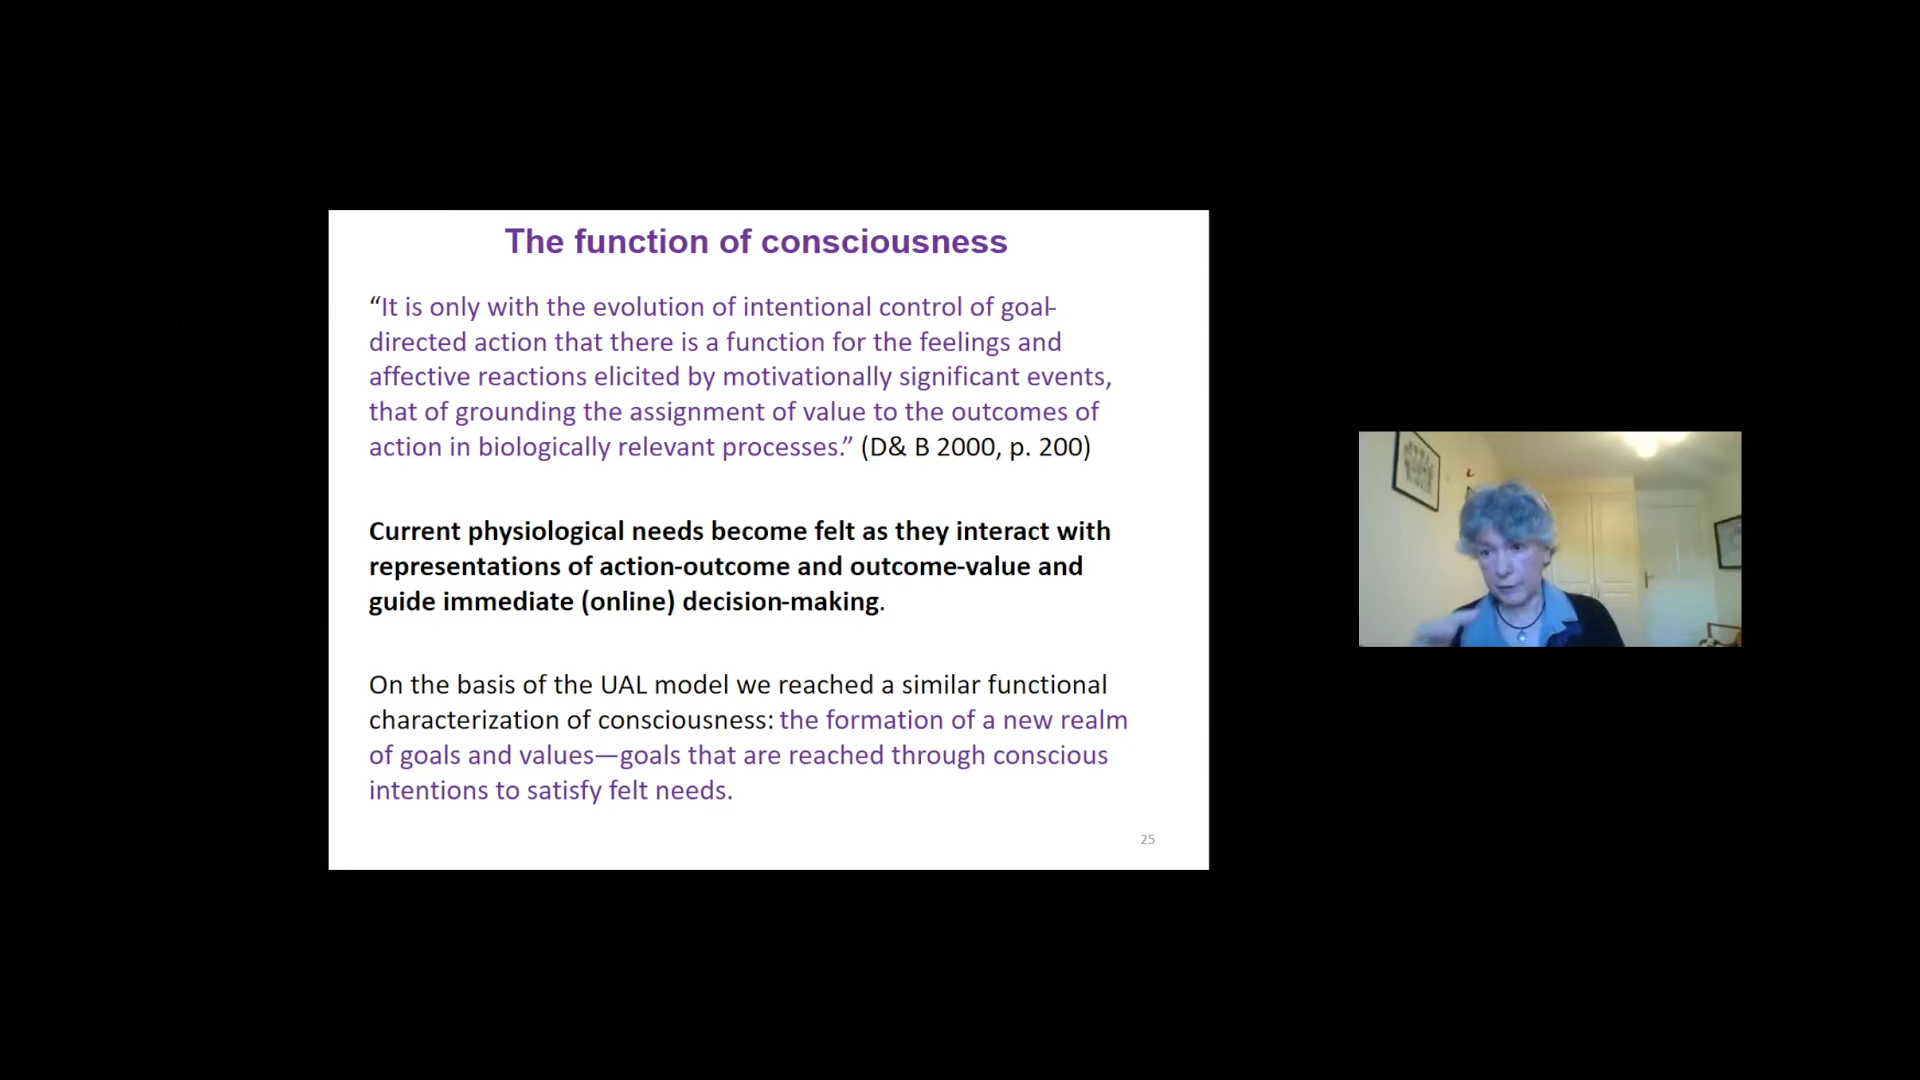 The function of consciousness
“It is only with the evolution of intentional control of goal-
directed action that there is a function for the feelings and
affective reactions elicited by motivationally significant events,
that of grounding the assignment of value to the outcomes of
action in biologically relevant processes.” (D& B 2000, p. 200)
Current physiological needs become felt as they interact with
representations of action-outcome and outcome-value and
guide immediate (online) decision-making.
On the basis of the UAL model we reached a similar functional
characterization of consciousness: the formation of a new realm
of goals and values—goals that are reached through conscious
intentions to satisfy felt needs.
25